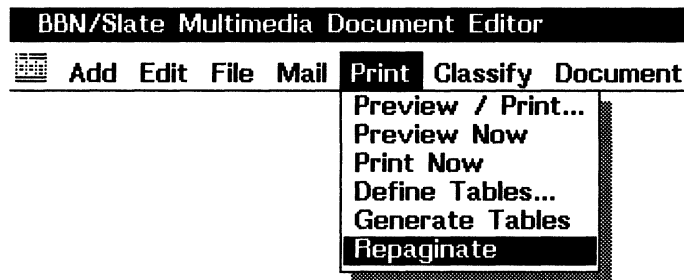 BBN/Slate Multimedia Document Editor
Add Edit File Mail Print Classify Document
Preview / Print...
Preview Now
Print Now
Define Tables...
Generate Tables
Repaginate